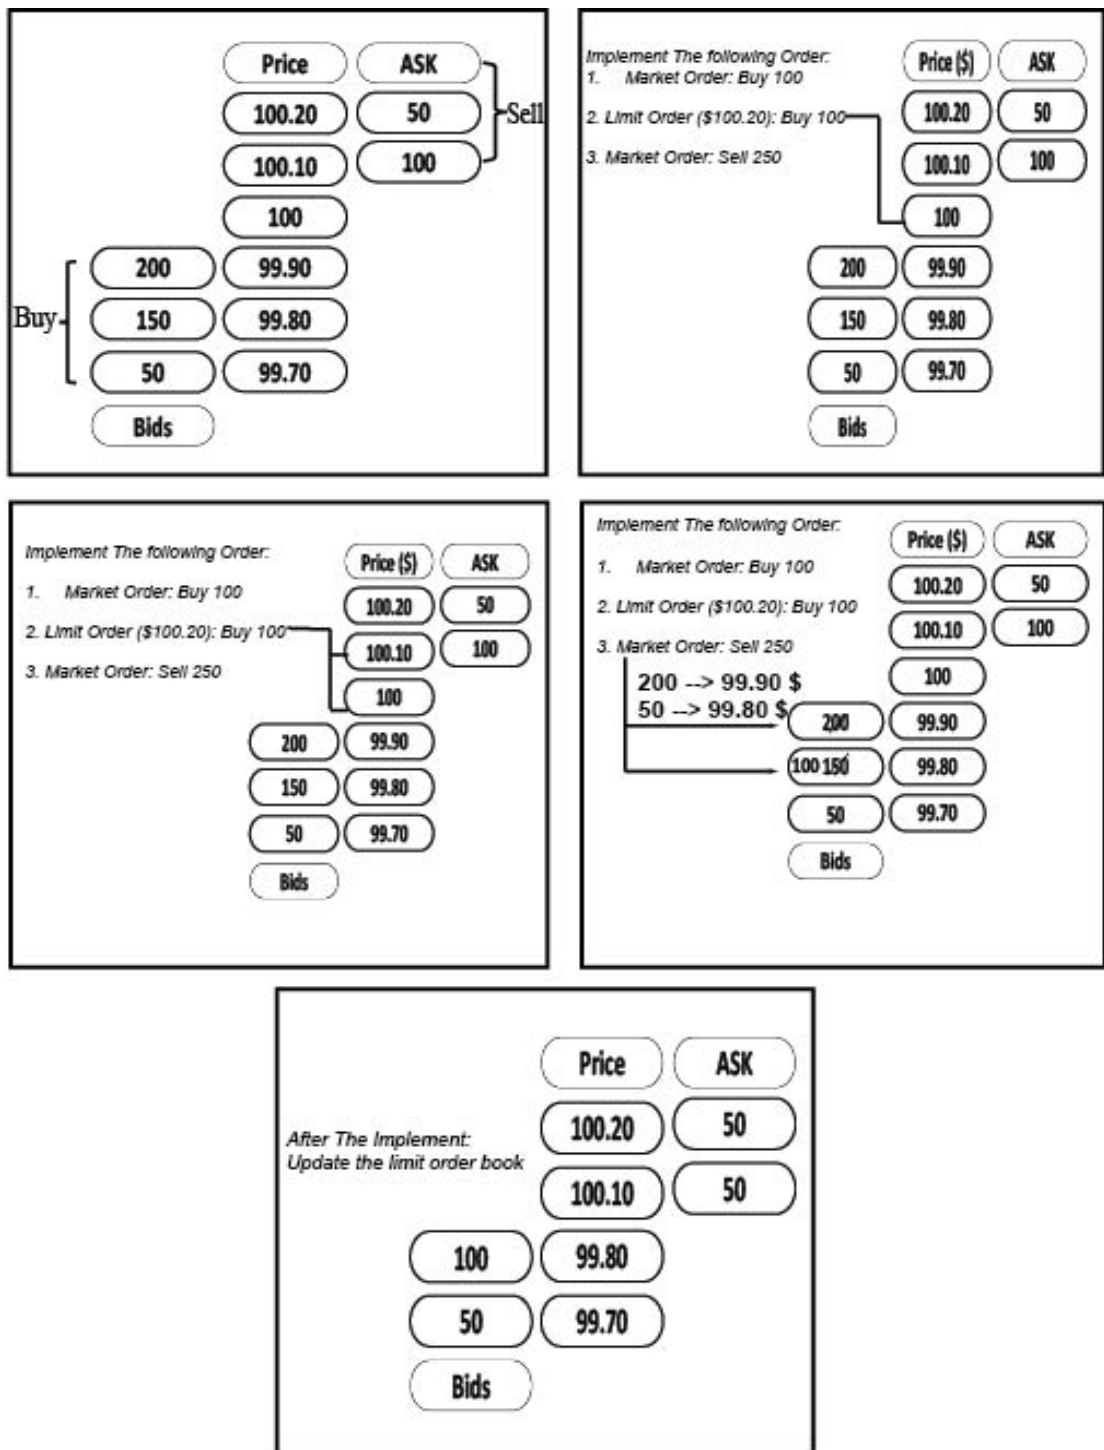 Price ASK
100.20 50
Sell
100.10 100
100
200 99.90
Buy
150 99.80
50 99.70
Bids
Implement The following Order:
1. Market Order: Buy 100
2. Limit Order ($100.20): Buy 100
3. Market Order: Sell 250
Price ($) ASK
100.20 50
100.10 100
100
200 99.90
150 99.80
50 99.70
Bids
Implement The following Order:
1. Market Order: Buy 100
2. Limit Order ($100.20): Buy 100
3. Market Order: Sell 250
Price ($) ASK
100.20 50
100.10 100
100
200 99.90
150 99.80
50 99.70
Bids
Implement The following Order:
1. Market Order: Buy 100
2. Limit Order ($100.20): Buy 100
3. Market Order: Sell 250
200 --> 99.90 $
50 --> 99.80 $
Price ($) ASK
100.20 50
100.10 100
100
200 99.90
100 150 99.80
50 99.70
Bids
After The Implement:
Update the limit order book
Price ASK
100.20 50
100.10 50
100 99.80
50 99.70
Bids